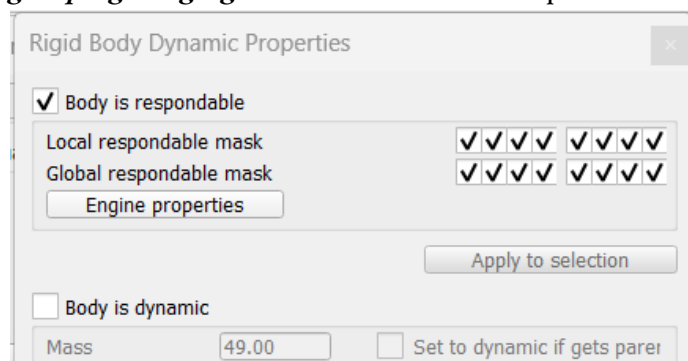 Rigid Body Dynamic Properties
Body is respondable
Local respondable mask
Global respondable mask
Engine properties
Apply to selection
Body is dynamic
Mass 49.00 Set to dynamic if gets